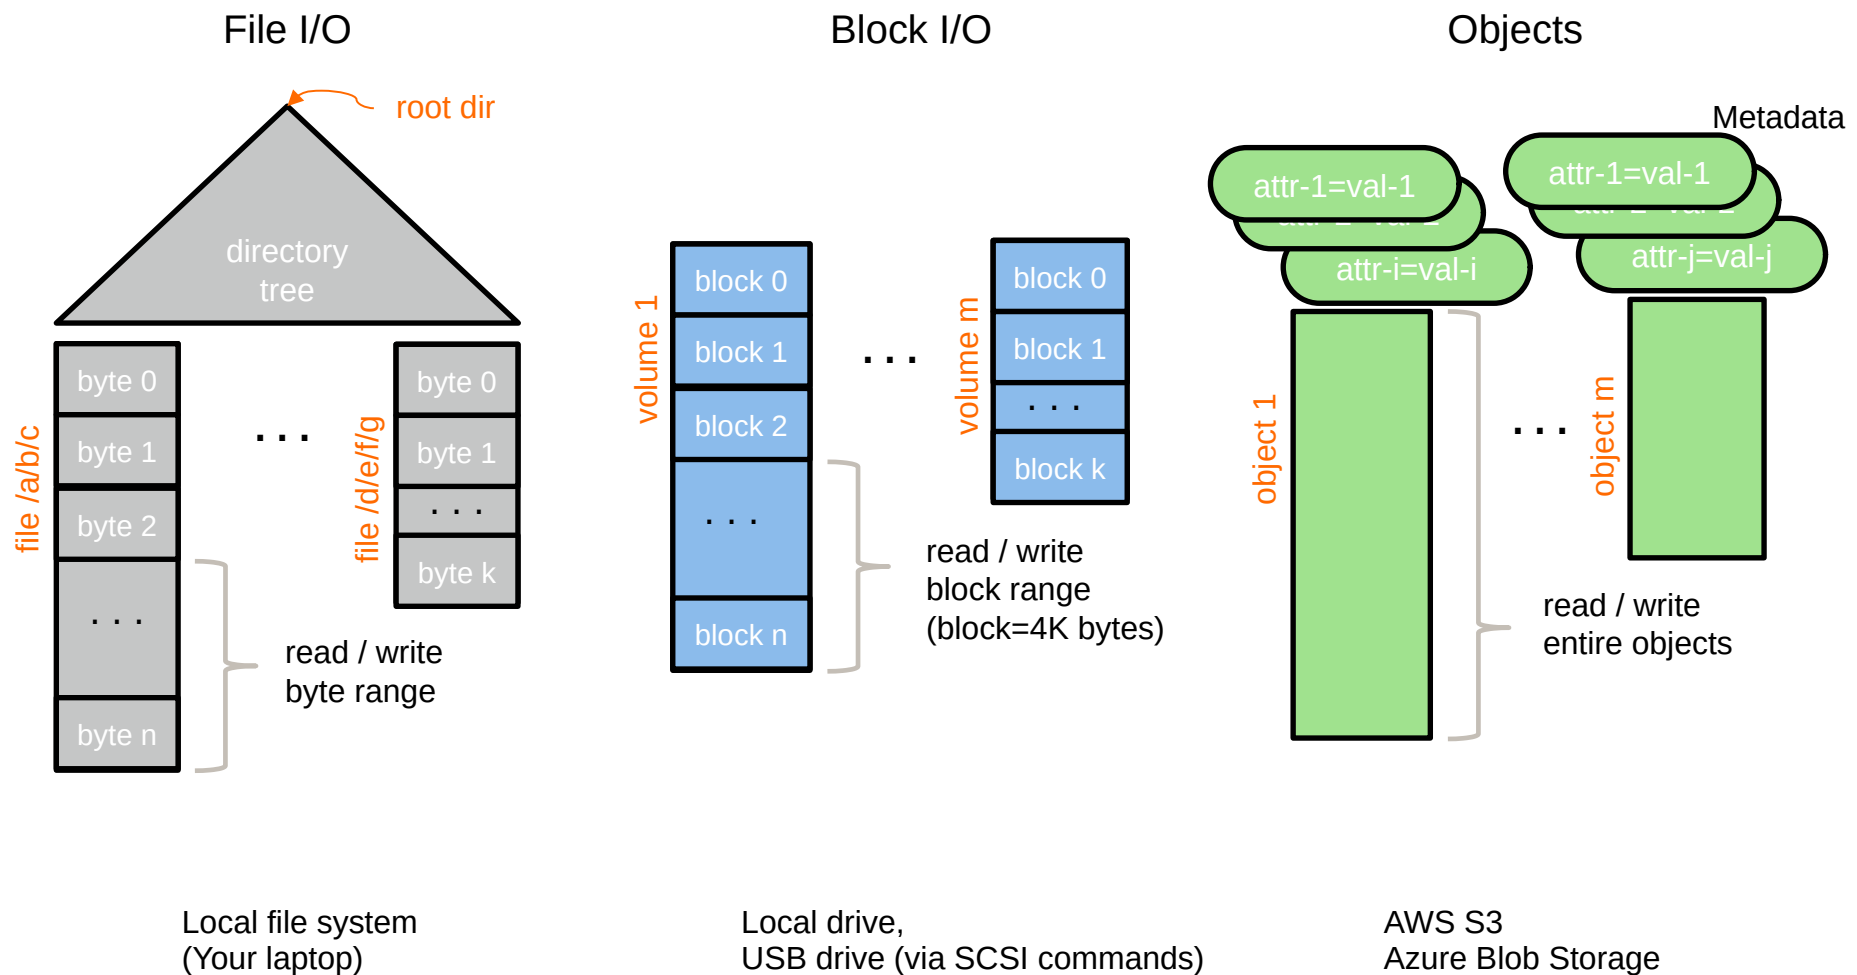 File I/O
root dir
directory
tree
file /a/b/c
byte 0
byte 1
byte 2
. . .
byte n
. . .
file /d/e/f/g
byte 0
byte 1
. . .
byte k
read / write
byte range
Local file system
(Your laptop)
Block I/O
volume 1
block 0
block 1
block 2
. . .
block n
. . .
volume m
block 0
block 1
. . .
block k
read / write
block range
(block=4K bytes)
Local drive,
USB drive (via SCSI commands)
Objects
Metadata
attr-1=val-1
attr-i=val-i
object 1
. . .
attr-1=val-1
attr-j=val-j
object m
read / write
entire objects
AWS S3
Azure Blob Storage